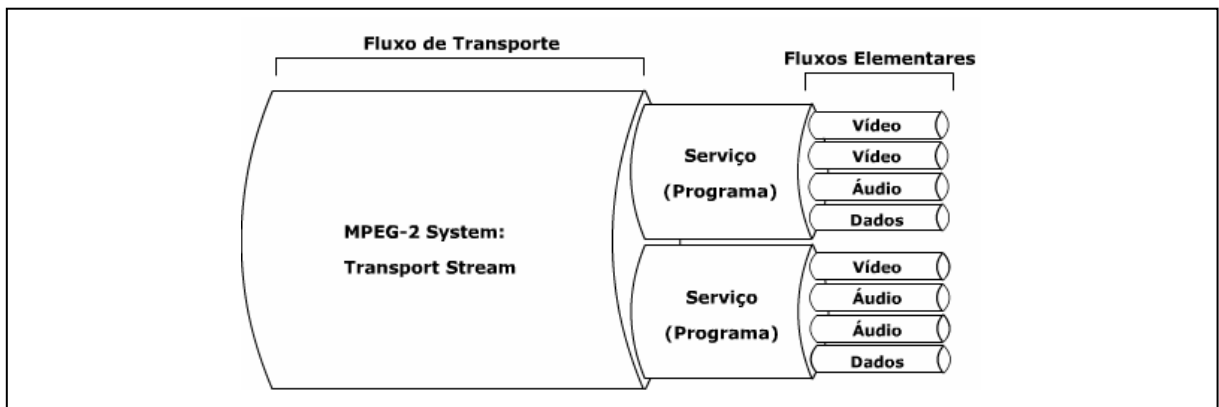 Fluxo de Transporte
Fluxos Elementares
MPEG-2 System:
Transport Stream
Serviço
(Programa)
Vídeo
Vídeo
Áudio
Dados
Serviço
(Programa)
Vídeo
Áudio
Áudio
Dados